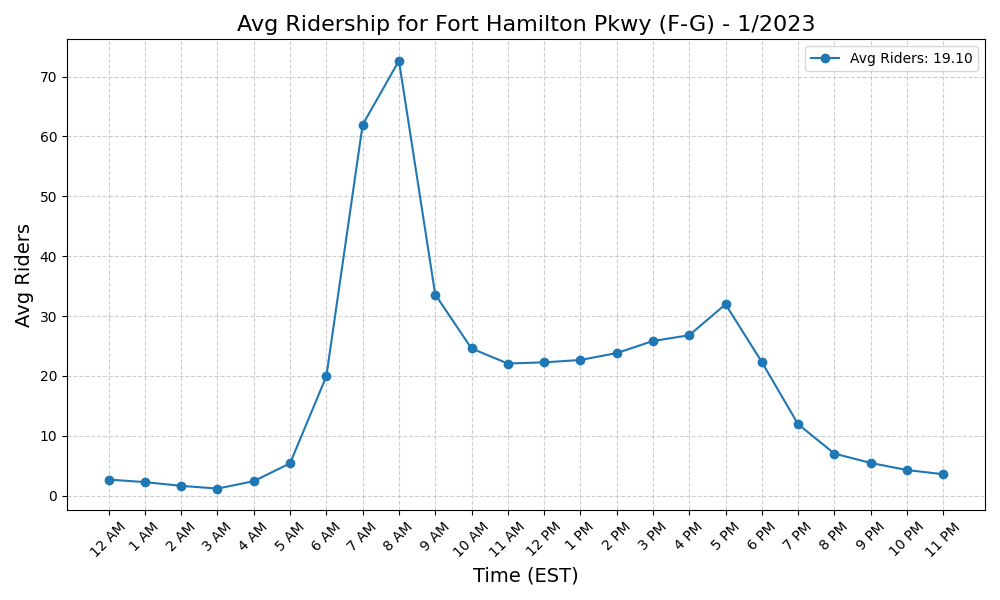 Avg Ridership for Fort Hamilton Pkwy (F-G) - 1/2023
Avg Riders: 19.10
Avg Riders
70
60
50
40
30
20
10
0
12 AM
1 AM
2 AM
3 AM
4 AM
5 AM
6 AM
7 AM
8 AM
9 AM
10 AM
11 AM
12 PM
1 PM
2 PM
3 PM
4 PM
5 PM
6 PM
7 PM
8 PM
9 PM
10 PM
11 PM
Time (EST)